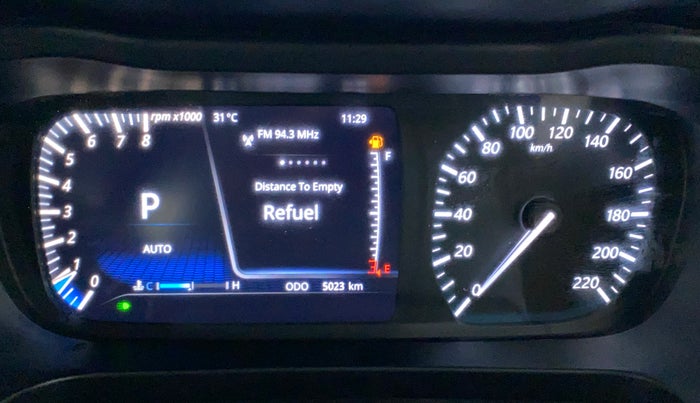 rpm x1000 31°C 11:29
FM 94.3 MHz
8
7
6
5
4
3
2
1
0
F
Distance To Empty
Refuel
P
AUTO
E
C H ODO 5023 km
0
20
40
60
80
100
120
140
160
180
200
220
km/h